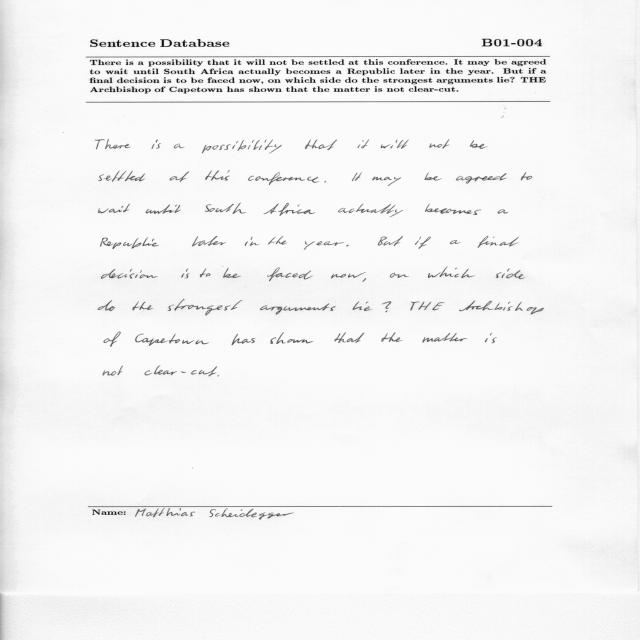 Sentence Database B01-004
There is a possibility that it will not be settled at this conference. It may be agreed
to wait until South Africa actually becomes a Republic later in the year. But if a
final decision is to be faced now, on which side do the strongest arguments lie? THE
Archbishop of Capetown has shown that the matter is not clear-cut.
There is a possibility that it will not be
settled at this conference. It may be agreed to
wait until South Africa actually becomes a
Republic later in the year. But if a final
decision is to be faced now, on which side
do the strongest arguments lie? THE Archbishop
of Capetown has shown that the matter is
not clear-cut.
Name: Matthias Scheidegger